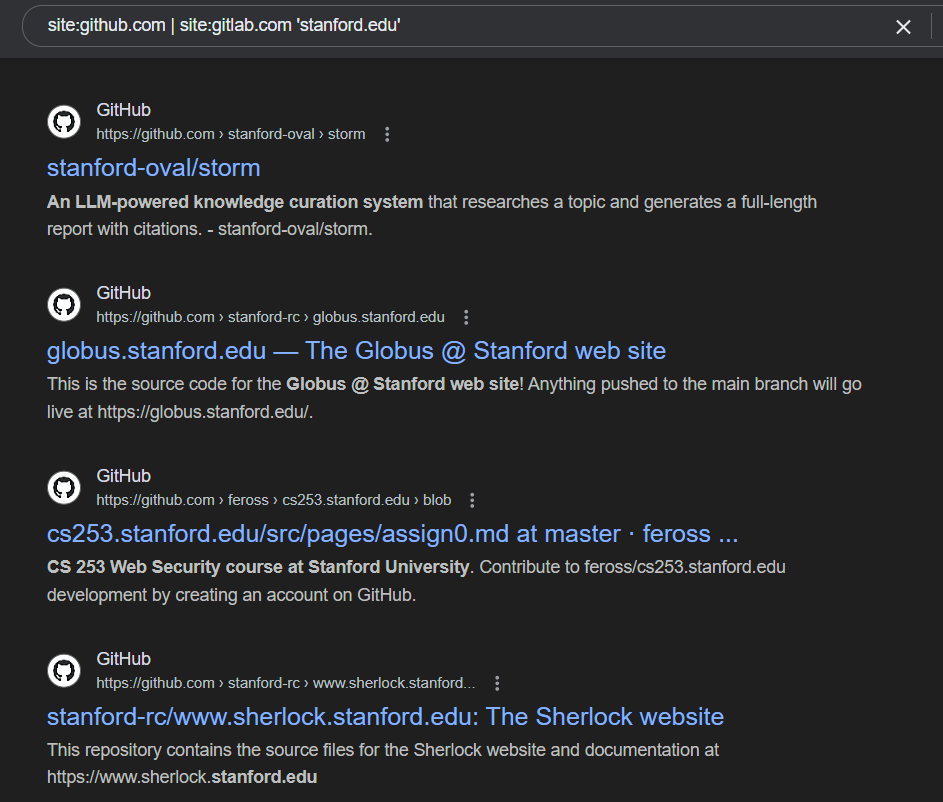 site:github.com | site:gitlab.com 'stanford.edu'
GitHub
https://github.com › stanford-oval › storm
stanford-oval/storm
An LLM-powered knowledge curation system that researches a topic and generates a full-length
report with citations. - stanford-oval/storm.
GitHub
https://github.com › stanford-rc › globus.stanford.edu
globus.stanford.edu — The Globus @ Stanford web site
This is the source code for the Globus @ Stanford web site! Anything pushed to the main branch will go
live at https://globus.stanford.edu/.
GitHub
https://github.com › feross › cs253.stanford.edu › blob
cs253.stanford.edu/src/pages/assign0.md at master · feross ...
CS 253 Web Security course at Stanford University. Contribute to feross/cs253.stanford.edu
development by creating an account on GitHub.
GitHub
https://github.com › stanford-rc › www.sherlock.stanford...
stanford-rc/www.sherlock.stanford.edu: The Sherlock website
This repository contains the source files for the Sherlock website and documentation at
https://www.sherlock.stanford.edu